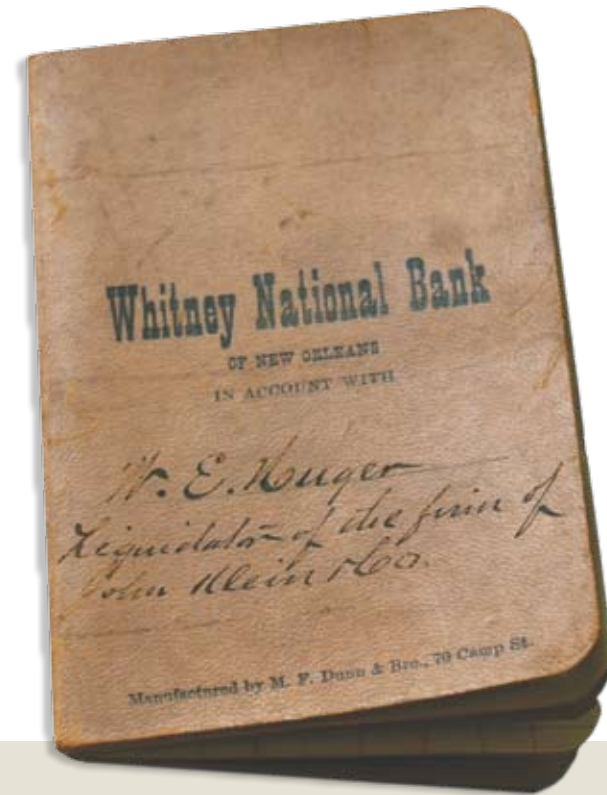 Whitney National Bank
OF NEW ORLEANS
IN ACCOUNT WITH
W. E. Huger
Liquidator of the firm of
John Klein & Co.
Manufactured by M. F. Dunn & Bro., 70 Camp St.